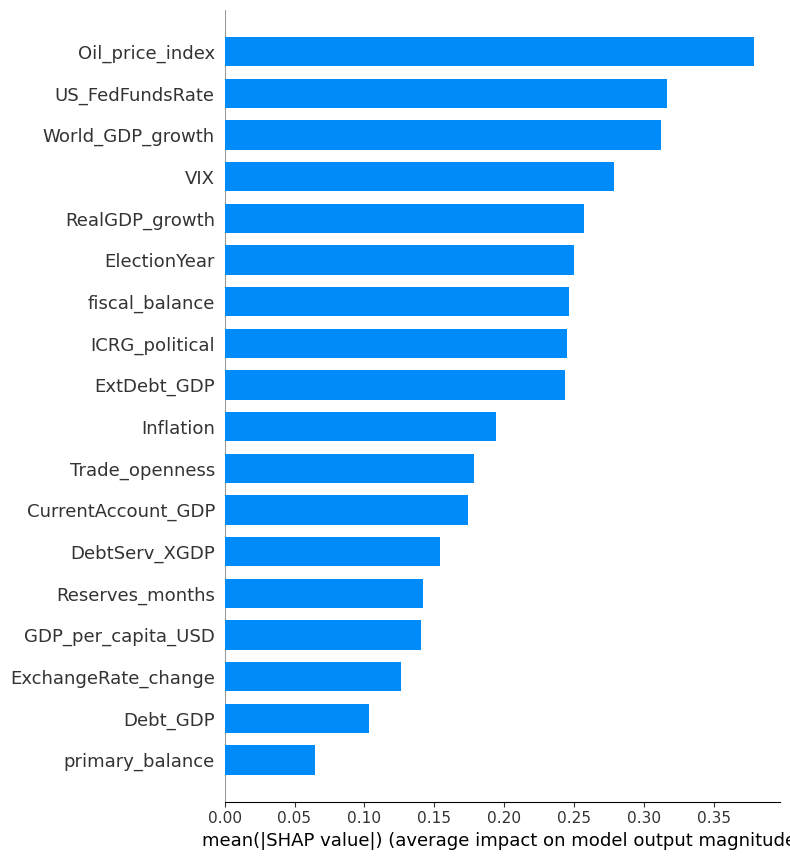 Oil_price_index
US_FedFundsRate
World_GDP_growth
VIX
RealGDP_growth
ElectionYear
fiscal_balance
ICRG_political
ExtDebt_GDP
Inflation
Trade_openness
CurrentAccount_GDP
DebtServ_XGDP
Reserves_months
GDP_per_capita_USD
ExchangeRate_change
Debt_GDP
primary_balance
0.00 0.05 0.10 0.15 0.20 0.25 0.30 0.35
mean(|SHAP value|) (average impact on model output magnitude